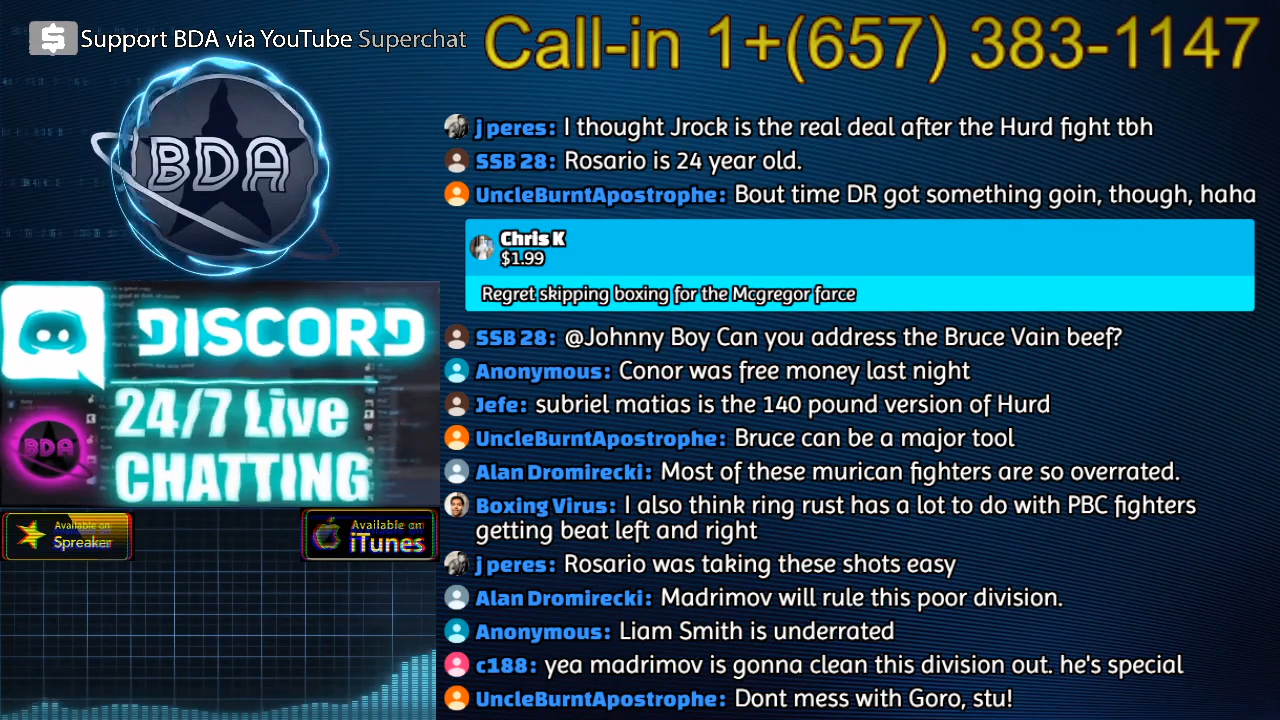 Support BDA via YouTube Superchat
Call-in 1+(657) 383-1147
BDA
DISCORD
24/7 Live
CHATTING
BDA
Available on
Spreaker
Available on
iTunes
j peres: I thought Jrock is the real deal after the Hurd fight tbh
SSB 28: Rosario is 24 year old.
UncleBurntApostrophe: Bout time DR got something goin, though, haha
Chris K
$1.99
Regret skipping boxing for the Mcgregor farce
SSB 28: @Johnny Boy Can you address the Bruce Vain beef?
Anonymous: Conor was free money last night
Jefe: subriel matias is the 140 pound version of Hurd
UncleBurntApostrophe: Bruce can be a major tool
Alan Dromirecki: Most of these murican fighters are so overrated.
Boxing Virus: I also think ring rust has a lot to do with PBC fighters
getting beat left and right
j peres: Rosario was taking these shots easy
Alan Dromirecki: Madrimov will rule this poor division.
Anonymous: Liam Smith is underrated
c188: yea madrimov is gonna clean this division out. he's special
UncleBurntApostrophe: Dont mess with Goro, stu!